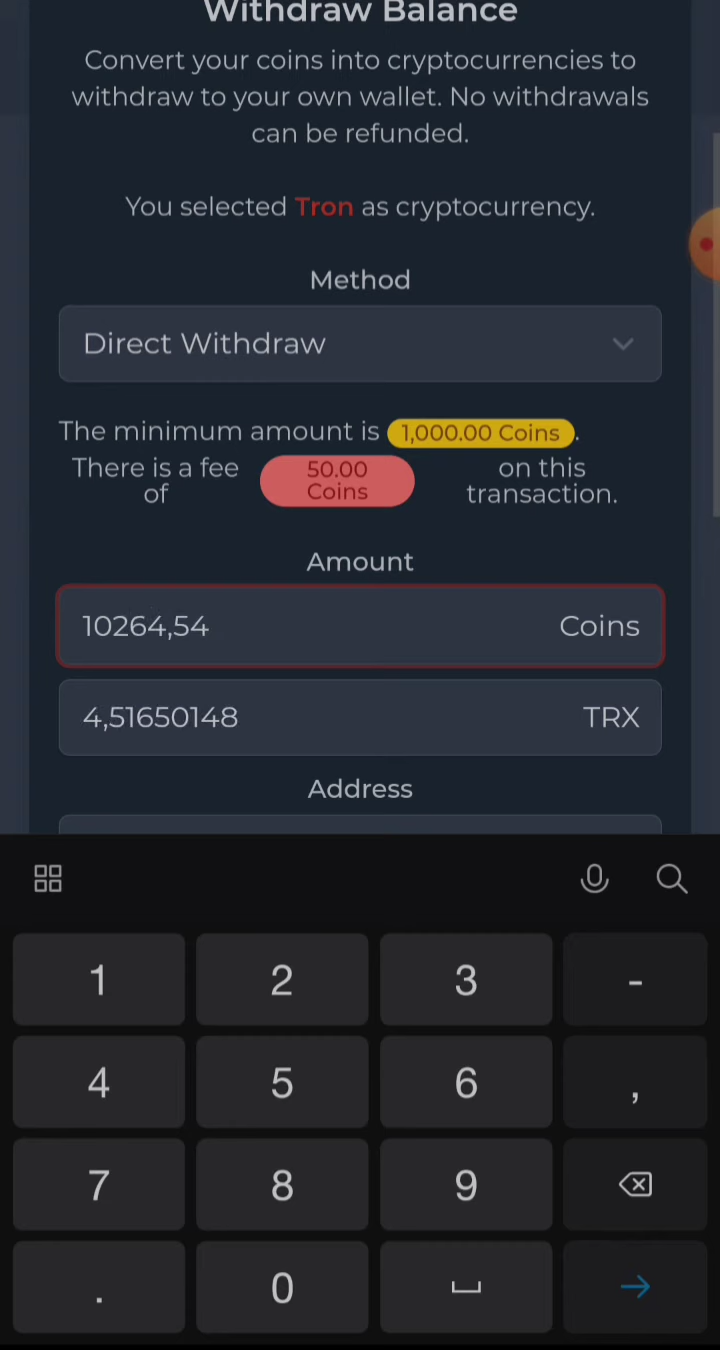 Withdraw Balance
Convert your coins into cryptocurrencies to
withdraw to your own wallet. No withdrawals
can be refunded.
You selected Tron as cryptocurrency.
Method
Direct Withdraw
The minimum amount is 1,000.00 Coins.
There is a fee of 50.00 Coins on this transaction.
Amount
10264,54 Coins
4,51650148 TRX
Address
1 2 3 -
4 5 6 ,
7 8 9
. 0